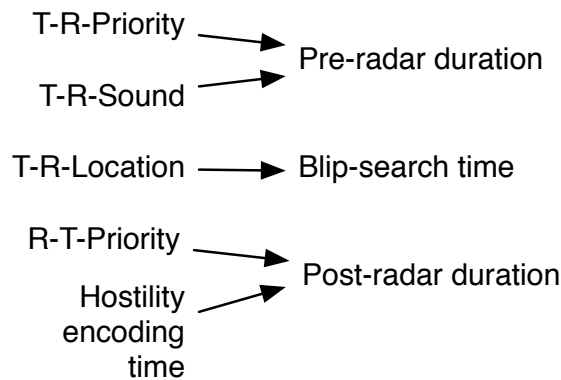 T-R-Priority
Pre-radar duration
T-R-Sound
T-R-Location
Blip-search time
R-T-Priority
Post-radar duration
Hostility
encoding
time